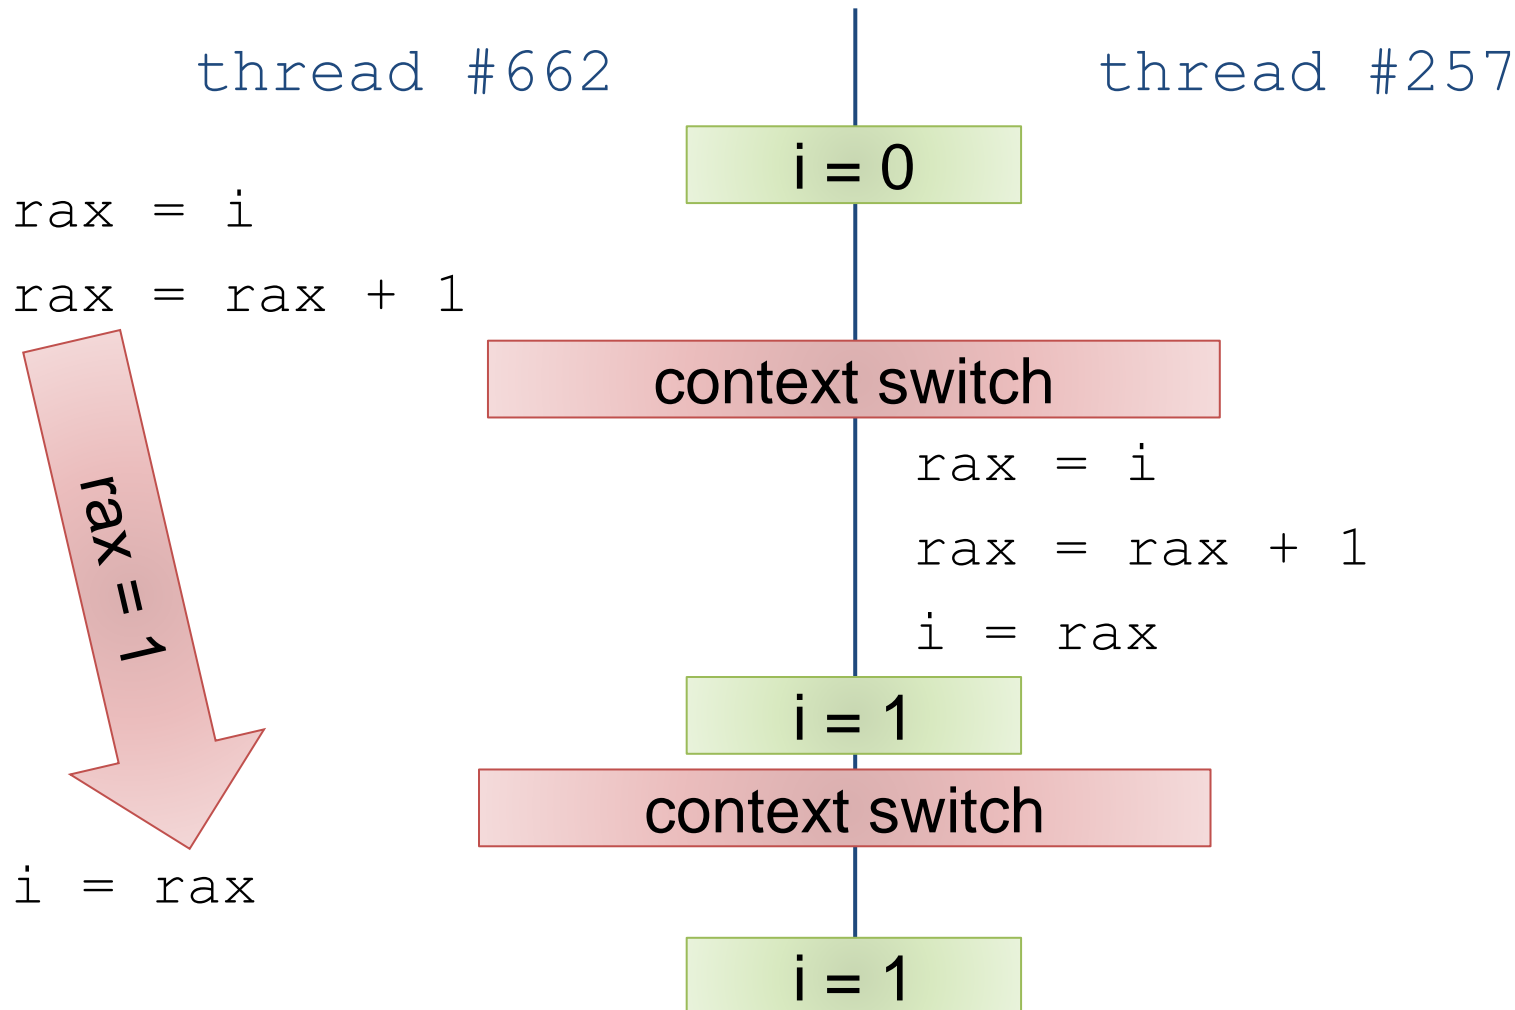 thread #662
thread #257
i = 0
rax = i
rax = rax + 1
context switch
rax = i
rax = rax + 1
i = rax
rax = 1
i = 1
context switch
i = rax
i = 1